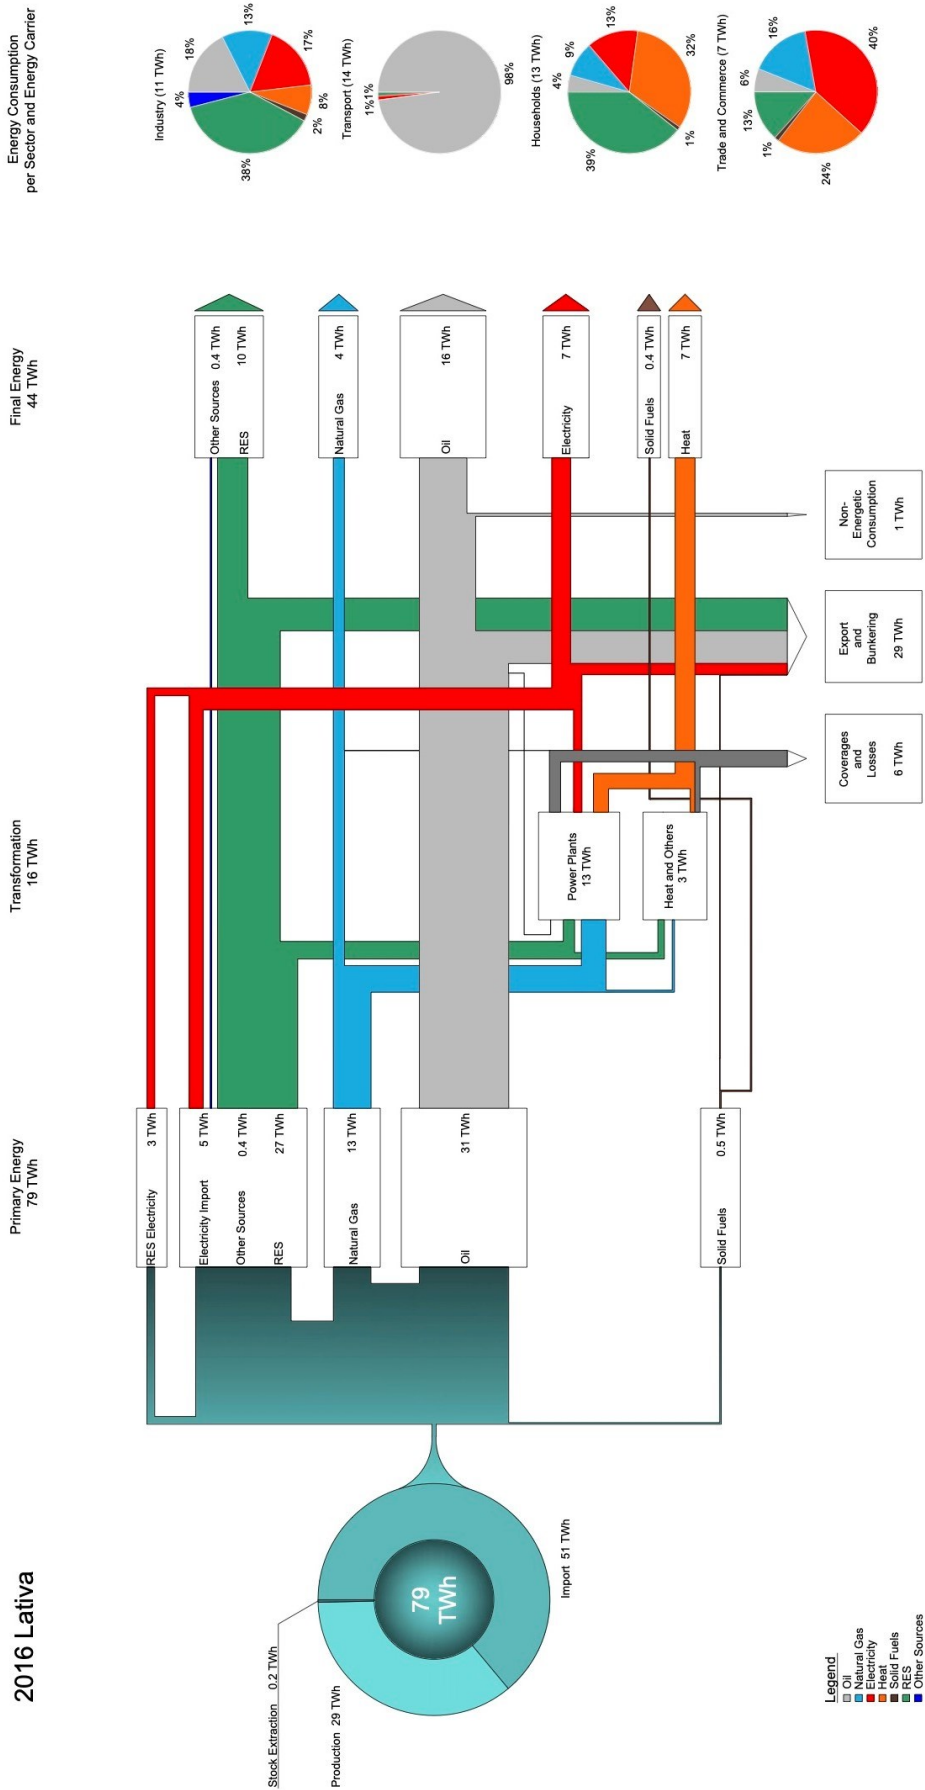 2016 Lativa
Primary Energy
79 TWh
Transformation
16 TWh
Final Energy
44 TWh
Energy Consumption
per Sector and Energy Carrier
Stock Extraction 0.2 TWh
Production 29 TWh
79
TWh
Import 51 TWh
RES Electricity 3 TWh
Electricity Import 5 TWh
Other Sources 0.4 TWh
RES 27 TWh
Natural Gas 13 TWh
Oil 31 TWh
Solid Fuels 0.5 TWh
Power Plants
13 TWh
Heat and Others
3 TWh
Other Sources 0.4 TWh
RES 10 TWh
Natural Gas 4 TWh
Oil 16 TWh
Electricity 7 TWh
Solid Fuels 0.4 TWh
Heat 7 TWh
Coverages
and
Losses
6 TWh
Export
and
Bunkering
29 TWh
Non-
Energetic
Consumption
1 TWh
Industry (11 TWh)
4%
18%
13%
17%
8%
2%
38%
Transport (14 TWh)
1%
1%
98%
Households (13 TWh)
4%
9%
13%
32%
1%
39%
Trade and Commerce (7 TWh)
6%
16%
40%
24%
1%
13%
Legend
Oil
Natural Gas
Electricity
Heat
Solid Fuels
RES
Other Sources